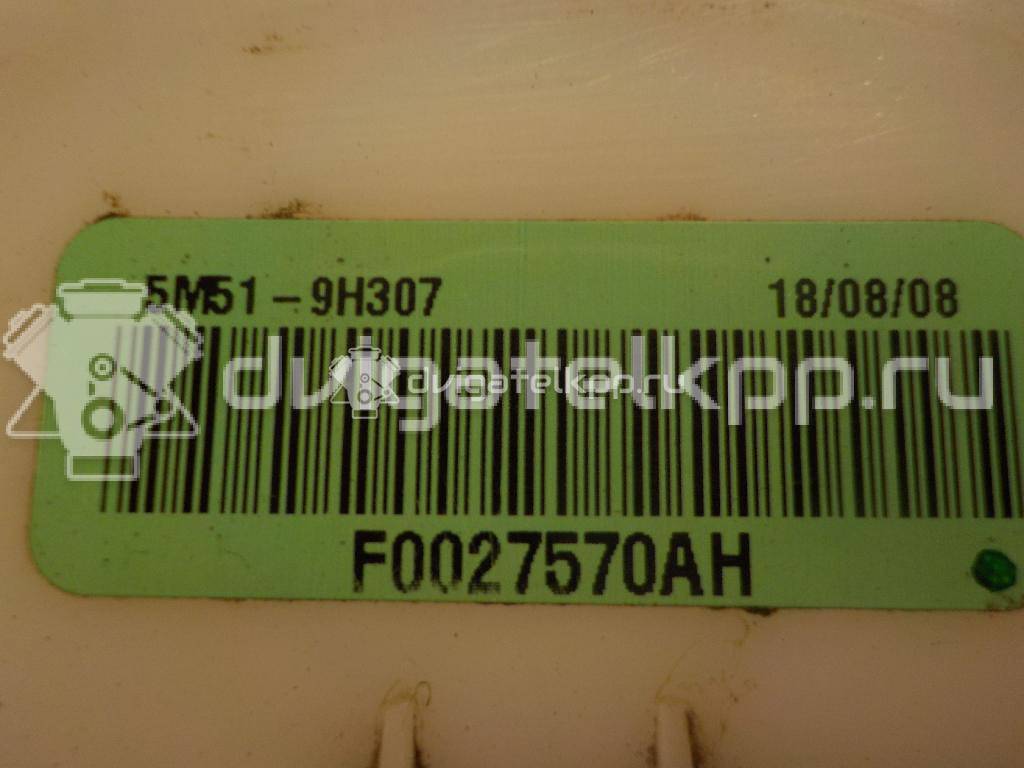 5M51-9H307 18/08/08
dvigatelkpp.ru
dvigatelkpp.ru
F0027570AH